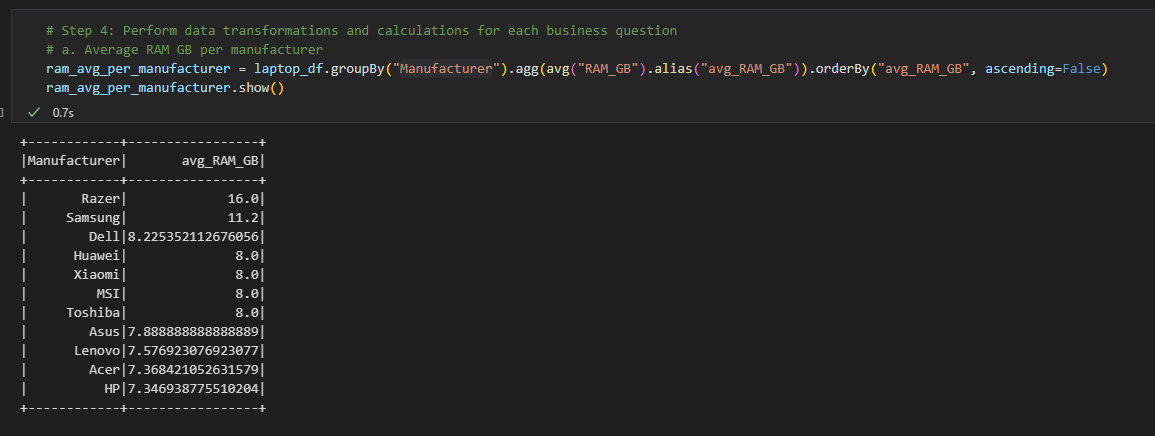 # Step 4: Perform data transformations and calculations for each business question
# a. Average RAM GB per manufacturer
ram_avg_per_manufacturer = laptop_df.groupBy("Manufacturer").agg(avg("RAM_GB").alias("avg_RAM_GB")).orderBy("avg_RAM_GB", ascending=False)
ram_avg_per_manufacturer.show()
] ✓ 0.7s
+------------+-----------------+
|Manufacturer|       avg_RAM_GB|
+------------+-----------------+
|       Razer|             16.0|
|     Samsung|             11.2|
|        Dell|8.225352112676056|
|      Huawei|              8.0|
|      Xiaomi|              8.0|
|         MSI|              8.0|
|     Toshiba|              8.0|
|        Asus|7.888888888888889|
|      Lenovo|7.576923076923077|
|        Acer|7.368421052631579|
|          HP|7.346938775510204|
+------------+-----------------+